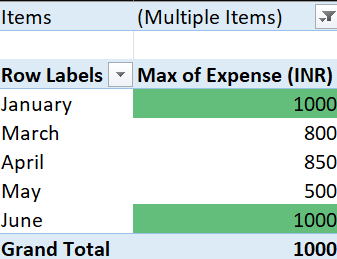 Items (Multiple Items)
Row Labels Max of Expense (INR)
January 1000
March 800
April 850
May 500
June 1000
Grand Total 1000